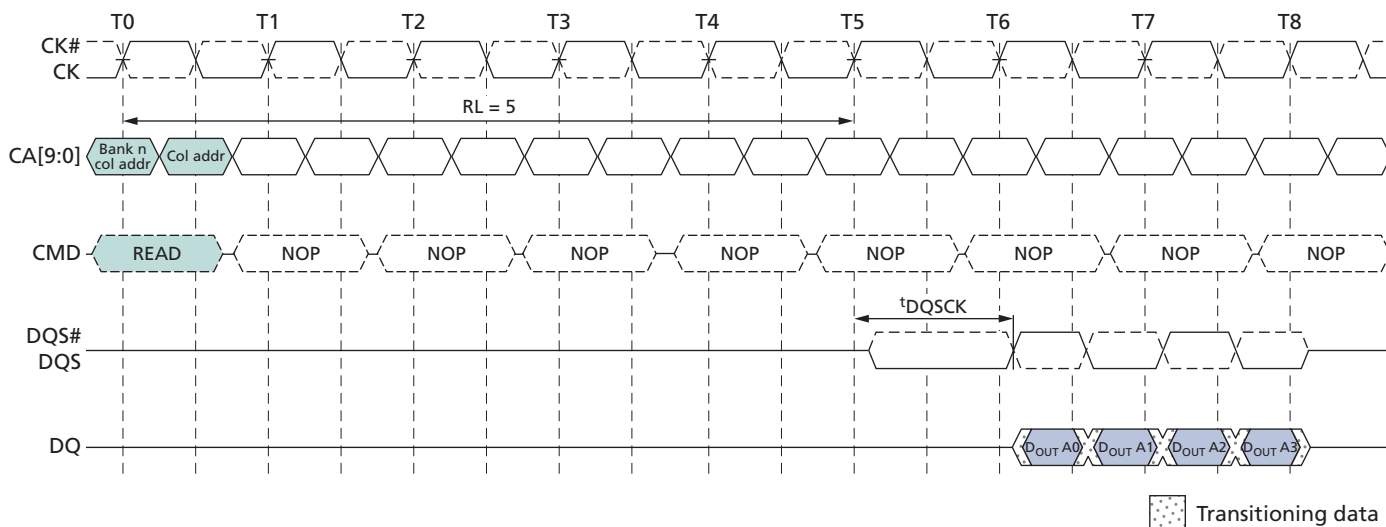 T0 T1 T2 T3 T4 T5 T6 T7 T8
CK#
CK
RL = 5
CA[9:0] Bank n col addr Col addr
CMD READ NOP NOP NOP NOP NOP NOP NOP NOP
tDQSCK
DQS#
DQS
DQ DOUT A0 DOUT A1 DOUT A2 DOUT A3
Transitioning data